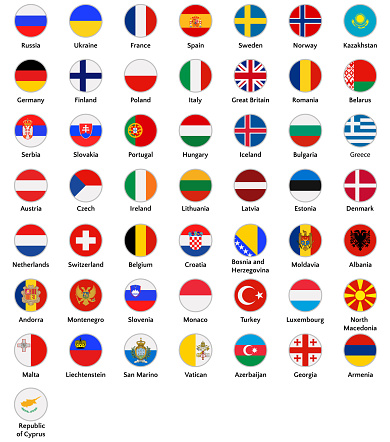 Russia Ukraine France Spain Sweden Norway Kazakhstan
Germany Finland Poland Italy Great Britain Romania Belarus
Serbia Slovakia Portugal Hungary Iceland Bulgaria Greece
Austria Czech Ireland Lithuania Latvia Estonia Denmark
Netherlands Switzerland Belgium Croatia Bosnia and Herzegovina Moldavia Albania
Andorra Montenegro Slovenia Monaco Turkey Luxembourg North Macedonia
Malta Liechtenstein San Marino Vatican Azerbaijan Georgia Armenia
Republic
of Cyprus